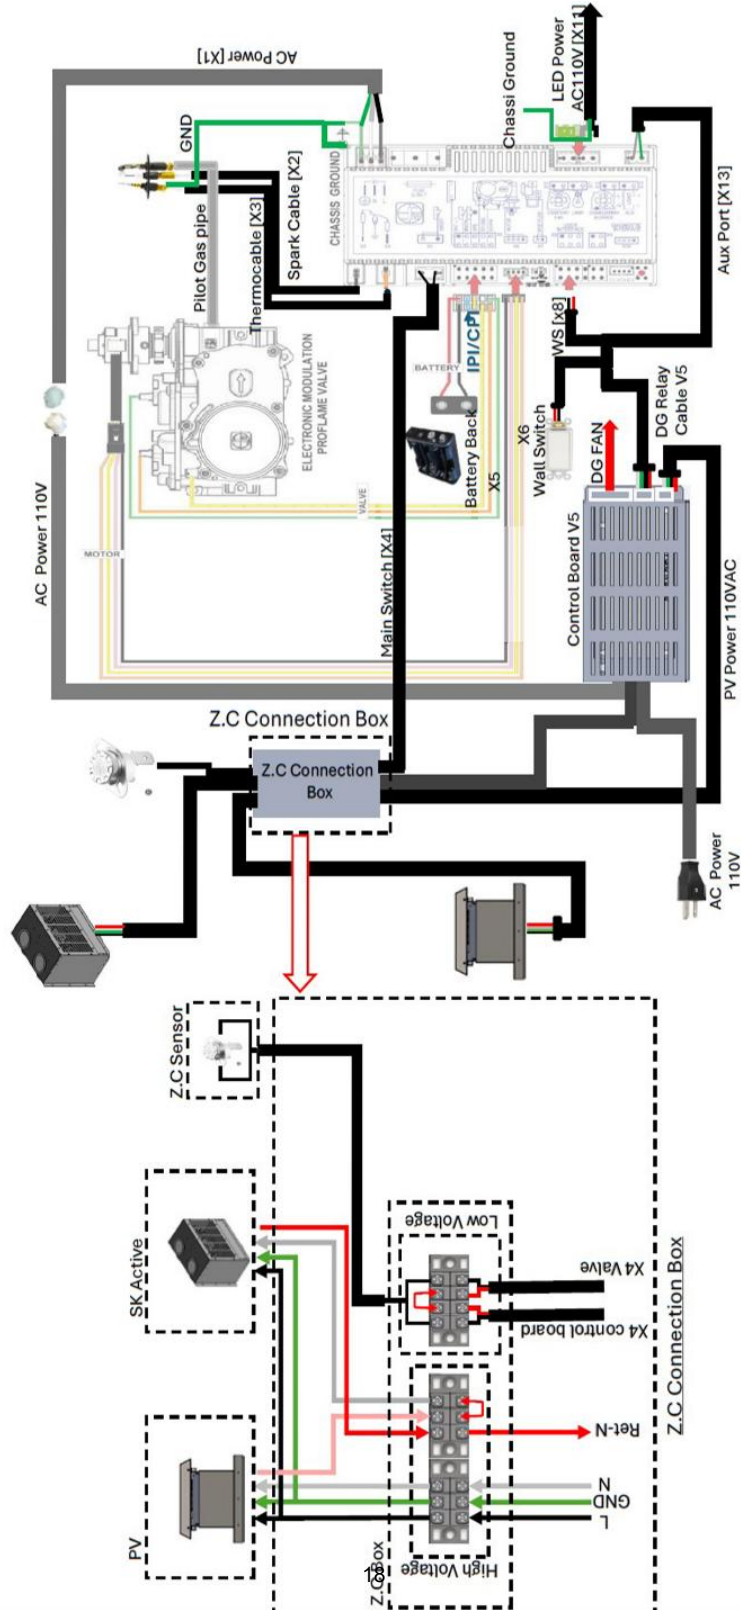 AC Power [X1]
LED Power
AC110V [X11]
Chassi Ground
GND
CHASSIS GROUND
Spark Cable [X2]
Thermocable [X3]
Pilot Gas pipe
Aux Port [X13]
ELECTRONIC MODULATION
PROFLAME VALVE
BATTERY
IPI/CPI
WS [x8]
AC Power 110V
MOTOR
VALVE
Main Switch [X4]
Battery Back
X5
X6
Wall Switch
DG FAN
DG Relay
Cable V5
Control Board V5
PV Power 110VAC
Z.C Connection Box
Z.C Connection
Box
AC Power
110V
Z.C Sensor
SK Active
Low Voltage
X4 Valve
X4 control board
Z.C Connection Box
PV
Ret-N
N
GND
L
High Voltage
Z.C Box
18